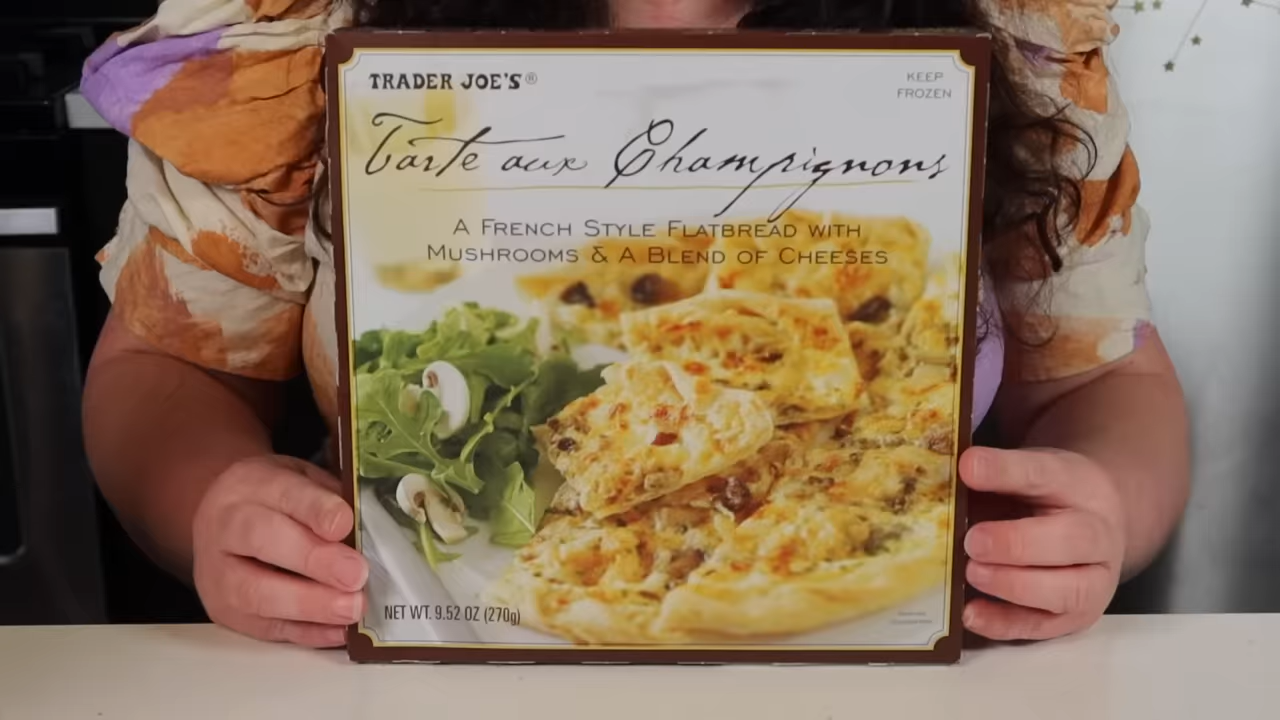 TRADER JOE'S®
KEEP
FROZEN
Tarte aux Champignons
A FRENCH STYLE FLATBREAD WITH
MUSHROOMS & A BLEND OF CHEESES
NET WT. 9.52 OZ (270g)